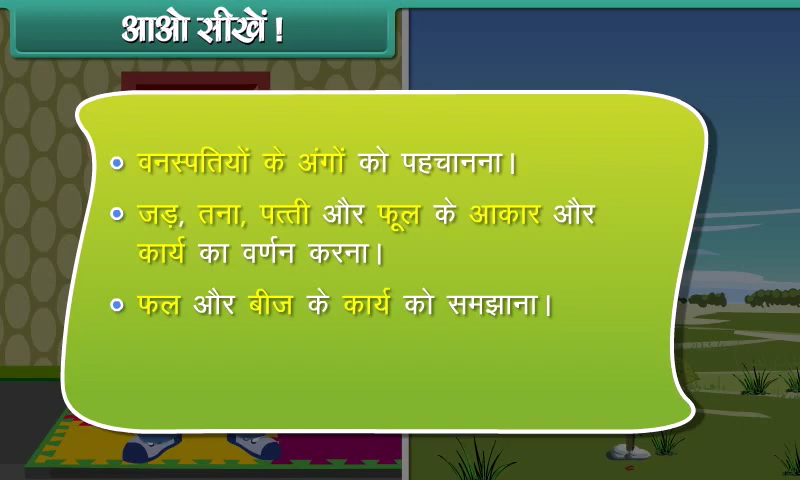 आओ सीखें!
वनस्पतियों के अंगों को पहचानना।
जड़, तना, पत्ती और फूल के आकार और
कार्य का वर्णन करना।
फल और बीज के कार्य को समझाना।